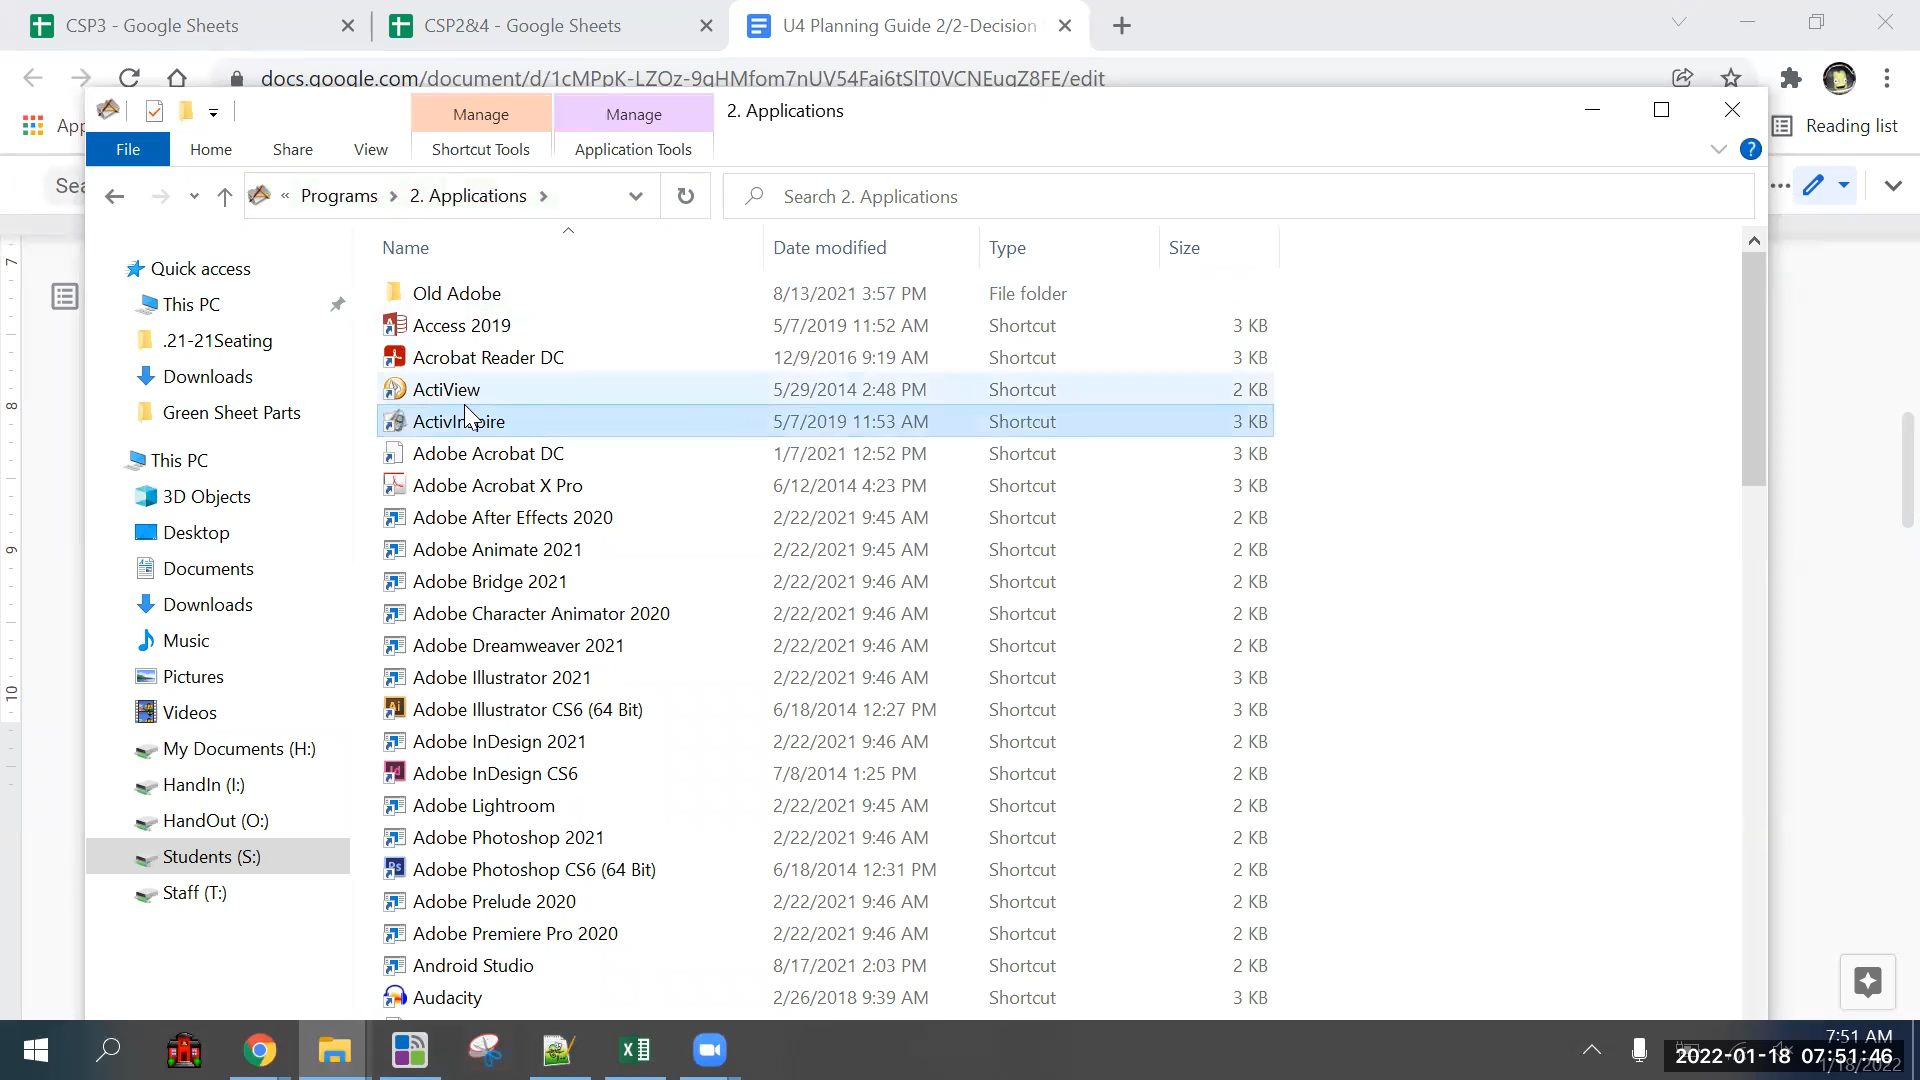 CSP3 - Google Sheets
CSP2&4 - Google Sheets
U4 Planning Guide 2/2-Decision
docs.google.com/document/d/1cMPpK-LZOz-9qHMfom7nUV54Fai6tSlT0VCNEugZ8FE/edit
Reading list
Manage
Manage
2. Applications
File
Home
Share
View
Shortcut Tools
Application Tools
« Programs > 2. Applications >
Search 2. Applications
Name
Date modified
Type
Size
Quick access
This PC
.21-21Seating
Downloads
Green Sheet Parts
This PC
3D Objects
Desktop
Documents
Downloads
Music
Pictures
Videos
My Documents (H:)
HandIn (I:)
HandOut (O:)
Students (S:)
Staff (T:)
Old Adobe 8/13/2021 3:57 PM File folder
Access 2019 5/7/2019 11:52 AM Shortcut 3 KB
Acrobat Reader DC 12/9/2016 9:19 AM Shortcut 3 KB
ActiView 5/29/2014 2:48 PM Shortcut 2 KB
ActivInspire 5/7/2019 11:53 AM Shortcut 3 KB
Adobe Acrobat DC 1/7/2021 12:52 PM Shortcut 3 KB
Adobe Acrobat X Pro 6/12/2014 4:23 PM Shortcut 3 KB
Adobe After Effects 2020 2/22/2021 9:45 AM Shortcut 2 KB
Adobe Animate 2021 2/22/2021 9:45 AM Shortcut 2 KB
Adobe Bridge 2021 2/22/2021 9:46 AM Shortcut 2 KB
Adobe Character Animator 2020 2/22/2021 9:46 AM Shortcut 2 KB
Adobe Dreamweaver 2021 2/22/2021 9:46 AM Shortcut 2 KB
Adobe Illustrator 2021 2/22/2021 9:46 AM Shortcut 3 KB
Adobe Illustrator CS6 (64 Bit) 6/18/2014 12:27 PM Shortcut 3 KB
Adobe InDesign 2021 2/22/2021 9:46 AM Shortcut 2 KB
Adobe InDesign CS6 7/8/2014 1:25 PM Shortcut 2 KB
Adobe Lightroom 2/22/2021 9:45 AM Shortcut 2 KB
Adobe Photoshop 2021 2/22/2021 9:46 AM Shortcut 2 KB
Adobe Photoshop CS6 (64 Bit) 6/18/2014 12:31 PM Shortcut 2 KB
Adobe Prelude 2020 2/22/2021 9:46 AM Shortcut 2 KB
Adobe Premiere Pro 2020 2/22/2021 9:46 AM Shortcut 2 KB
Android Studio 8/17/2021 2:03 PM Shortcut 2 KB
Audacity 2/26/2018 9:39 AM Shortcut 3 KB
7
8
9
10
7:51 AM
2022-01-18 07:51:46
1/18/2022